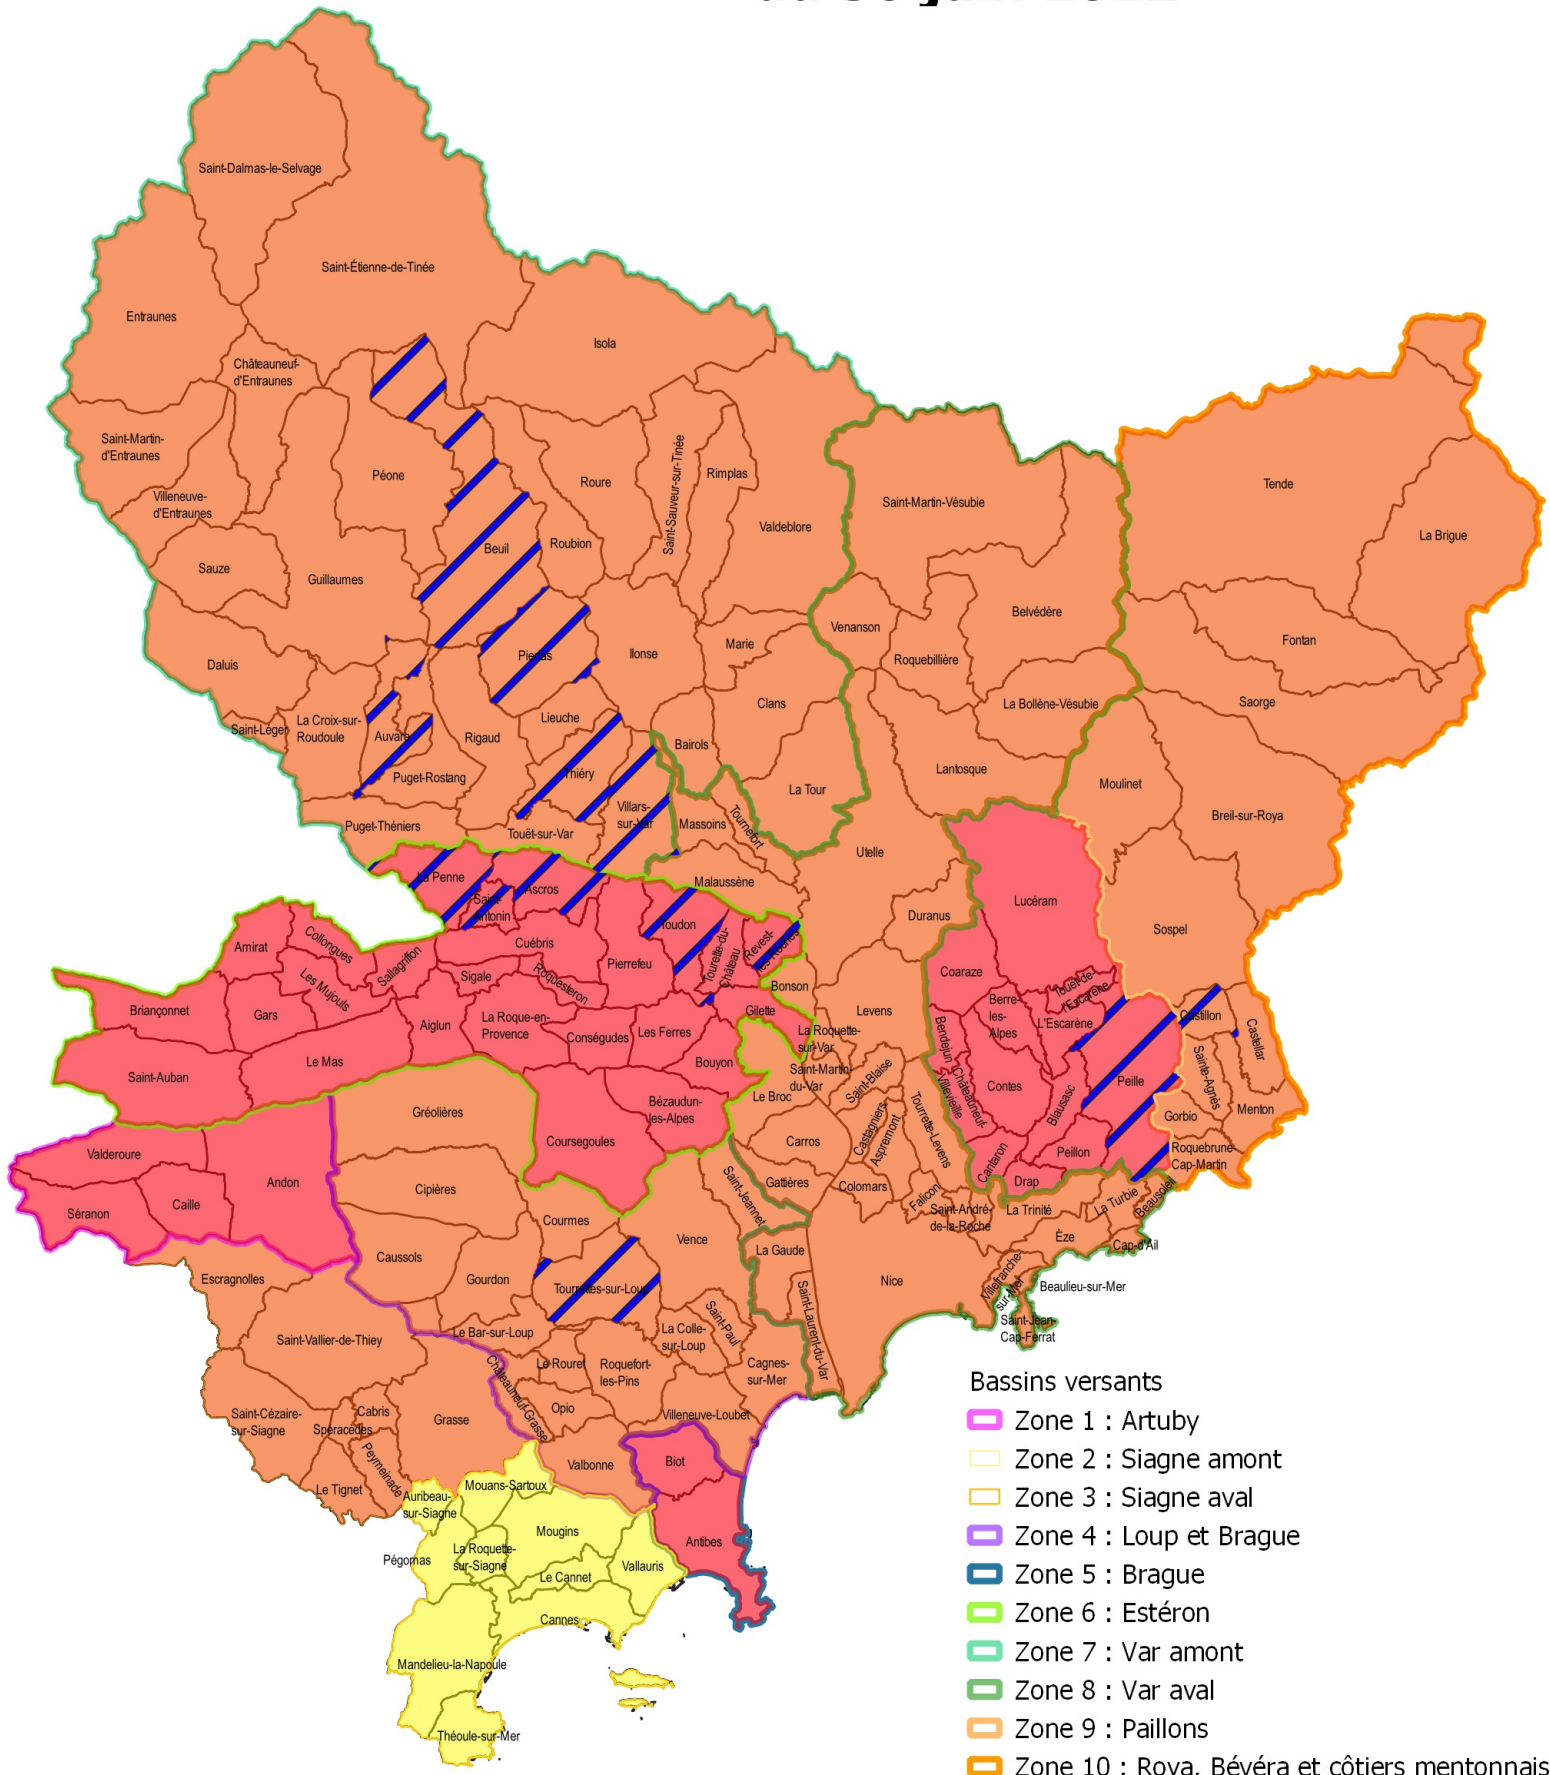 Saint-Dalmas-le-Selvage
Saint-Étienne-de-Tinée
Entraunes
Isola
Châteauneuf-
d'Entraunes
Saint-Martin-
d'Entraunes
Péone
Roure
Saint-Sauveur-sur-Tinée
Rimplas
Tende
Villeneuve-
d'Entraunes
Saint-Martin-Vésubie
Valdeblore
La Brigue
Beuil
Roubion
Sauze
Guillaumes
Belvédère
Venanson
Fontan
Marie
Ilonse
Pierlas
Roquebillière
Daluis
Clans
La Bollène-Vésubie
Saorge
Saint-Léger
La Croix-sur-
Roudoule
Auvare
Rigaud
Lieuche
Bairols
Puget-Rostang
Thiéry
Lantosque
Moulinet
La Tour
Villars-
sur-Var
Massoins
Tournefort
Breil-sur-Roya
Puget-Théniers
Touët-sur-Var
Utelle
La Penne
Ascros
Malaussène
Saint-
Antonin
Lucéram
Duranus
Toudon
Sospel
Amirat
Collongues
Cuébris
Tourette-du-
Château
Revest-
les-Roches
Sallagriffon
Pierrefeu
Coaraze
Sigale
Roquesteron
Les Mujouls
Bonson
Touët-de-
l'Escarène
Briançonnet
Gars
Gilette
Levens
Berre-
les-
Alpes
L'Escarène
Castillon
Castellar
Aiglun
La Roque-en-
Provence
Conségudes
Les Ferres
La Roquette-
sur-Var
Bendejun
Le Mas
Bouyon
Saint-Auban
Saint-Martin-
du-Var
Saint-Blaise
Châteauneuf-
Villevieille
Contes
Peille
Sainte-Agnès
Le Broc
Blausasc
Gréolières
Bézaudun-
les-Alpes
Menton
Gorbio
Coursegoules
Carros
Castagniers
Aspremont
Tourrette-Levens
Valderoure
Peillon
Roquebrune-
Cap-Martin
Cantaron
Andon
Cipières
Gattières
Colomars
Drap
Saint-Jeannet
Falicon
La Turbie
Beausoleil
Caille
Séranon
Courmes
Saint-André-
de-la-Roche
La Trinité
Vence
Èze
Cap-d'Ail
La Gaude
Caussols
Escragnolles
Gourdon
Tourrettes-sur-Loup
Nice
Villefranche-
sur-Mer
Beaulieu-sur-Mer
Saint-Laurent-du-Var
Saint-Paul
Saint-Jean-
Cap-Ferrat
Saint-Vallier-de-Thiey
Le Bar-sur-Loup
La Colle-
sur-Loup
Le Rouret
Roquefort-
les-Pins
Cagnes-
sur-Mer
Châteauneuf-Grasse
Bassins versants
Zone 1 : Artuby
Zone 2 : Siagne amont
Zone 3 : Siagne aval
Zone 4 : Loup et Brague
Zone 5 : Brague
Zone 6 : Estéron
Zone 7 : Var amont
Zone 8 : Var aval
Zone 9 : Paillons
Zone 10 : Roya, Bévéra et côtiers mentonnais
Saint-Cézaire-
sur-Siagne
Cabris
Speracèdes
Grasse
Opio
Villeneuve-Loubet
Peymeinade
Valbonne
Biot
Le Tignet
Mouans-Sartoux
Auribeau-
sur-Siagne
Mougins
Antibes
Pégomas
La Roquette-
sur-Siagne
Vallauris
Le Cannet
Cannes
Mandelieu-la-Napoule
Théoule-sur-Mer